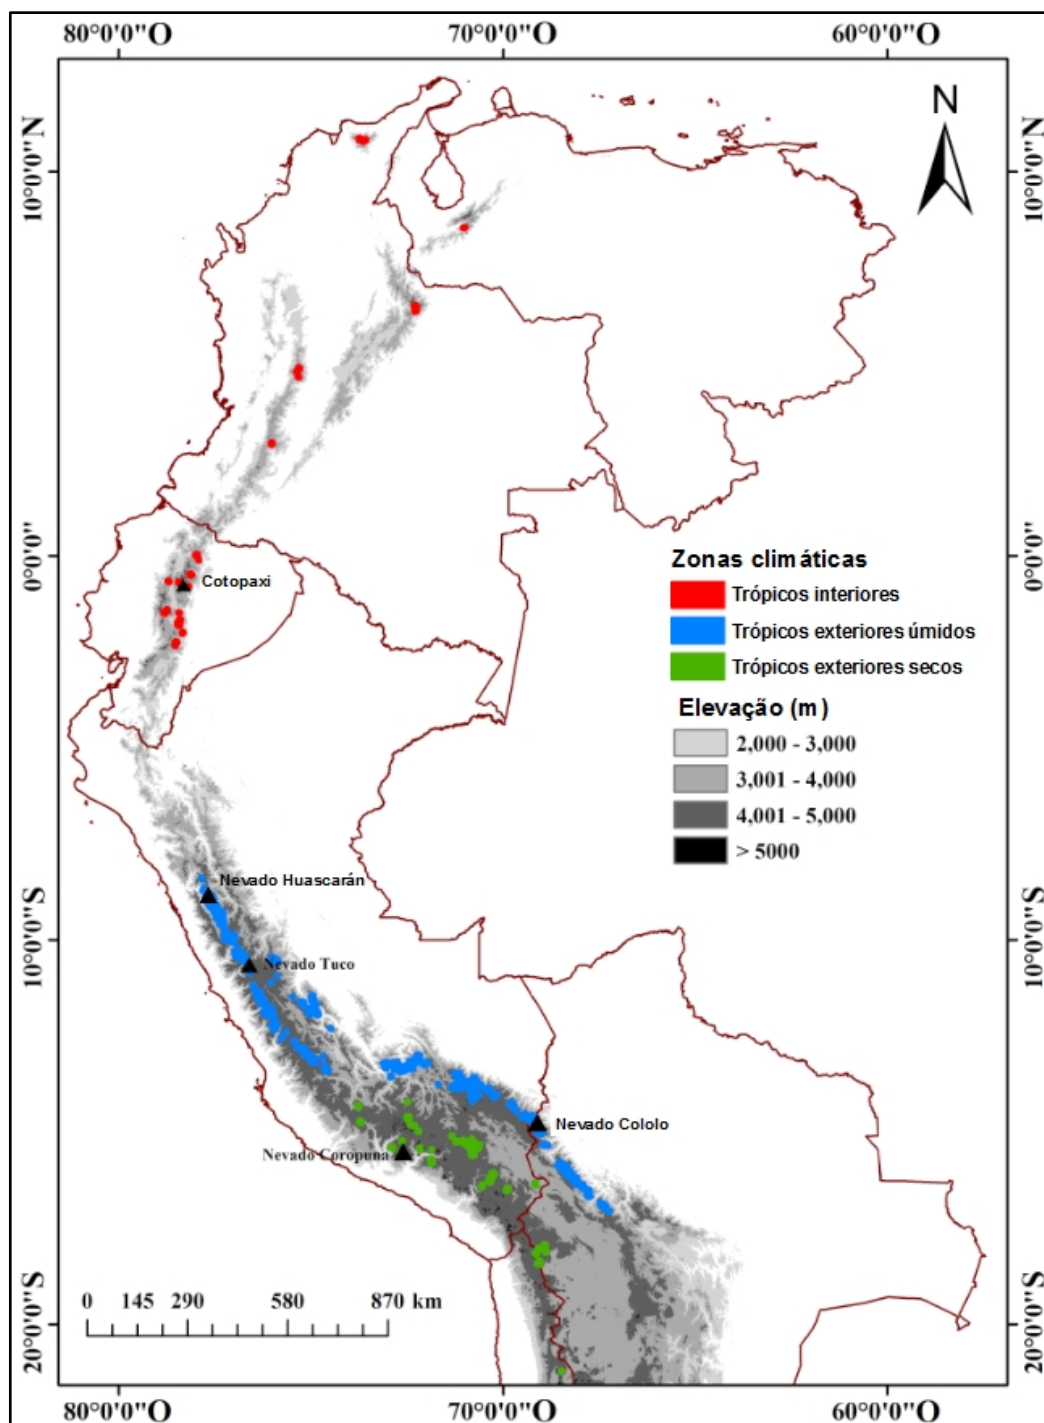 80°0'0"O 70°0'0"O 60°0'0"O
N
10°0'0"N 10°0'0"N
0°0'0" 0°0'0"
Cotopaxi
Zonas climáticas
Trópicos interiores
Trópicos exteriores úmidos
Trópicos exteriores secos
Elevação (m)
2,000 - 3,000
3,001 - 4,000
4,001 - 5,000
> 5000
Nevado Huascarán
10°0'0"S 10°0'0"S
Nevado Tuco
Nevado Cololo
Nevado Coropuna
0 145 290 580 870 km
20°0'0"S 20°0'0"S
80°0'0"O 70°0'0"O 60°0'0"O